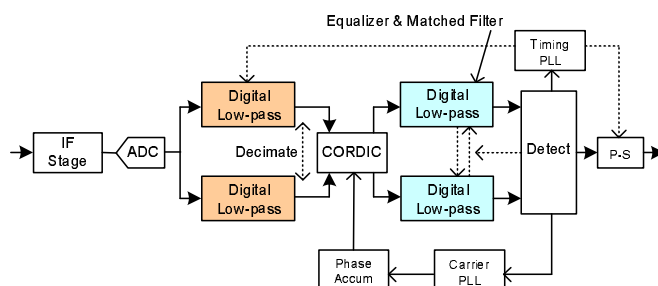 Equalizer & Matched Filter
Timing
PLL
Digital
Low-pass
Digital
Low-pass
IF
Stage
ADC
Decimate
CORDIC
Detect
P-S
Digital
Low-pass
Digital
Low-pass
Phase
Accum
Carrier
PLL